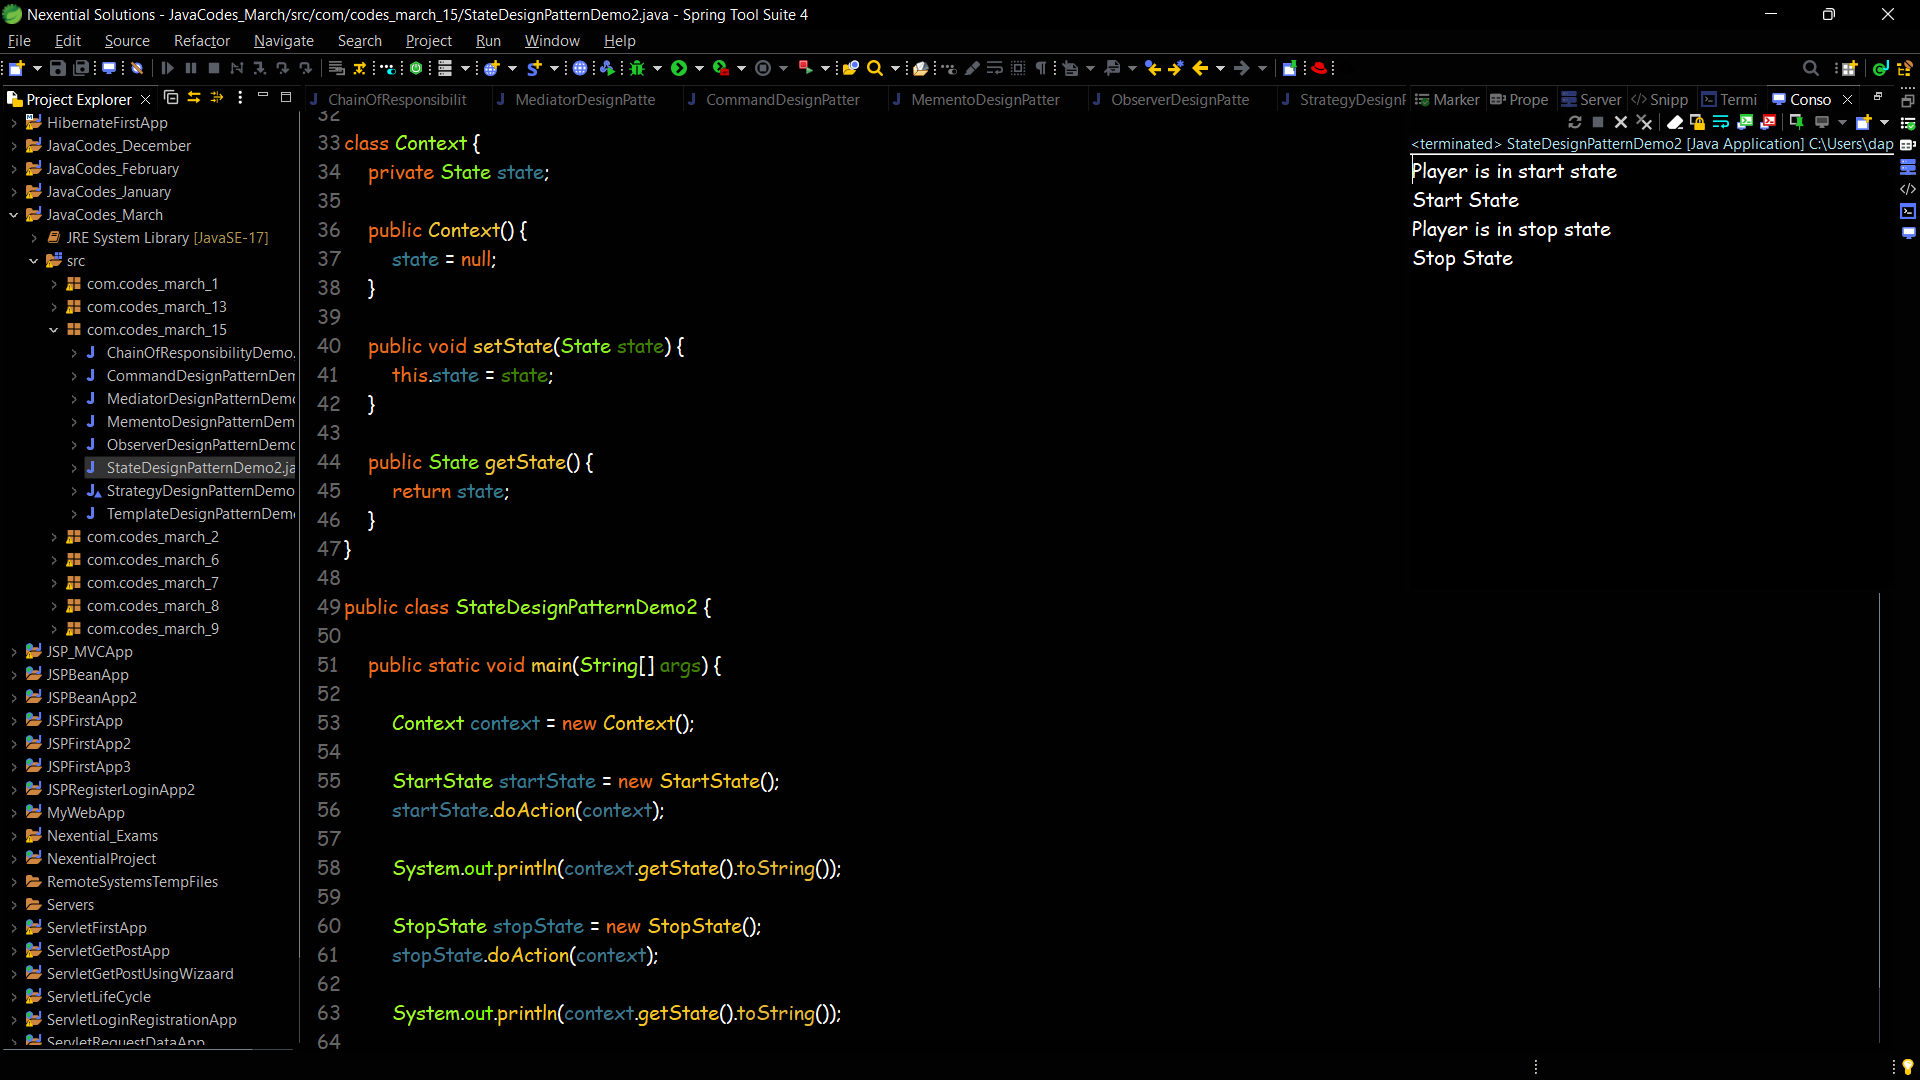 Nexential Solutions - JavaCodes_March/src/com/codes_march_15/StateDesignPatternDemo2.java - Spring Tool Suite 4
File Edit Source Refactor Navigate Search Project Run Window Help
Project Explorer
HibernateFirstApp
JavaCodes_December
JavaCodes_February
JavaCodes_January
JavaCodes_March
JRE System Library [JavaSE-17]
src
com.codes_march_1
com.codes_march_13
com.codes_march_15
ChainOfResponsibilityDemo.
CommandDesignPatternDem
MediatorDesignPatternDemo
MementoDesignPatternDem
ObserverDesignPatternDemo
StateDesignPatternDemo2.ja
StrategyDesignPatternDemo
TemplateDesignPatternDem
com.codes_march_2
com.codes_march_6
com.codes_march_7
com.codes_march_8
com.codes_march_9
JSP_MVCApp
JSPBeanApp
JSPBeanApp2
JSPFirstApp
JSPFirstApp2
JSPFirstApp3
JSPRegisterLoginApp2
MyWebApp
Nexential_Exams
NexentialProject
RemoteSystemsTempFiles
Servers
ServletFirstApp
ServletGetPostApp
ServletGetPostUsingWizaard
ServletLifeCycle
ServletLoginRegistrationApp
ServletRequestDataApp
ChainOfResponsibilit MediatorDesignPatte CommandDesignPatter MementoDesignPatter ObserverDesignPatte StrategyDesignF
32
33 class Context {
34 private State state;
35
36 public Context() {
37 state = null;
38 }
39
40 public void setState(State state) {
41 this.state = state;
42 }
43
44 public State getState() {
45 return state;
46 }
47 }
48
49 public class StateDesignPatternDemo2 {
50
51 public static void main(String[] args) {
52
53 Context context = new Context();
54
55 StartState startState = new StartState();
56 startState.doAction(context);
57
58 System.out.println(context.getState().toString());
59
60 StopState stopState = new StopState();
61 stopState.doAction(context);
62
63 System.out.println(context.getState().toString());
64
Marker Prope Server Snipp Termi Conso
<terminated> StateDesignPatternDemo2 [Java Application] C:\Users\dap
Player is in start state
Start State
Player is in stop state
Stop State